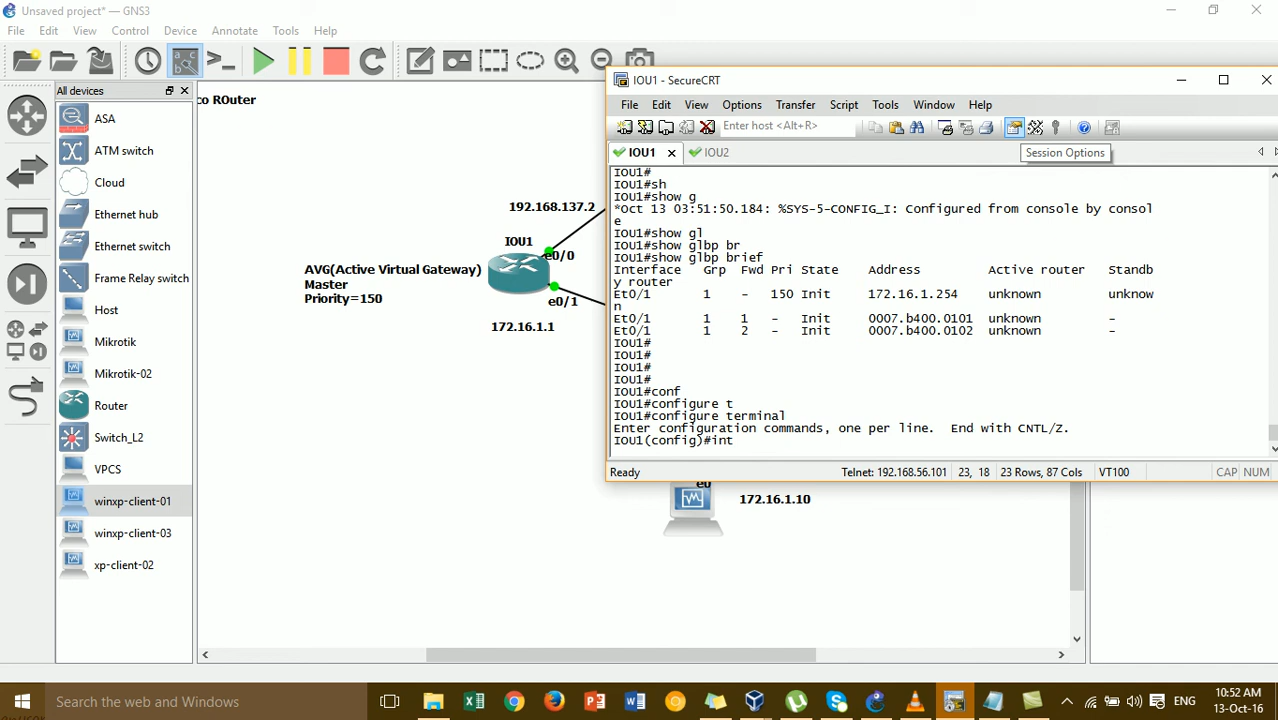 Unsaved project* — GNS3
File Edit View Control Device Annotate Tools Help
All devices
ASA
ATM switch
Cloud
Ethernet hub
Ethernet switch
Frame Relay switch
Host
Mikrotik
Mikrotik-02
Router
Switch_L2
VPCS
winxp-client-01
winxp-client-03
xp-client-02
co ROuter
192.168.137.2
IOU1
e0/0
AVG(Active Virtual Gateway)
Master
Priority=150
e0/1
172.16.1.1
e0
172.16.1.10
IOU1 - SecureCRT
File Edit View Options Transfer Script Tools Window Help
Enter host <Alt+R>
IOU1 IOU2
Session Options
IOU1#
IOU1#sh
IOU1#show g
*Oct 13 03:51:50.184: %SYS-5-CONFIG_I: Configured from console by consol
e
IOU1#show gl
IOU1#show glbp br
IOU1#show glbp brief
Interface Grp Fwd Pri State Address Active router Standb
y router
Et0/1 1 - 150 Init 172.16.1.254 unknown unknow
n
Et0/1 1 1 - Init 0007.b400.0101 unknown -
Et0/1 1 2 - Init 0007.b400.0102 unknown -
IOU1#
IOU1#
IOU1#
IOU1#
IOU1#conf
IOU1#configure t
IOU1#configure terminal
Enter configuration commands, one per line. End with CNTL/Z.
IOU1(config)#int
Ready Telnet: 192.168.56.101 23, 18 23 Rows, 87 Cols VT100 CAP NUM
Search the web and Windows
ENG
10:52 AM
13-Oct-16